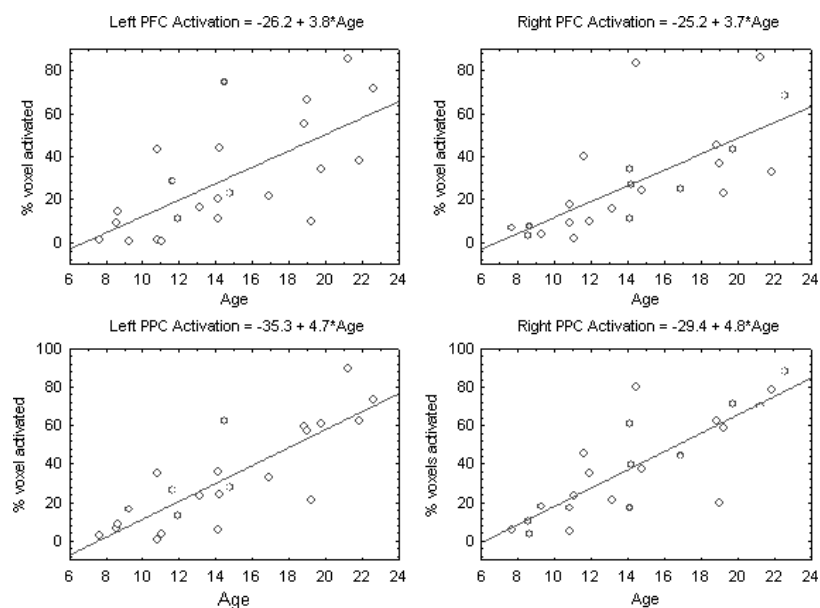 Left PFC Activation = -26.2 + 3.8*Age
% voxel activated
80
60
40
20
0
6 8 10 12 14 16 18 20 22 24
Age
Right PFC Activation = -25.2 + 3.7*Age
% voxel activated
80
60
40
20
0
6 8 10 12 14 16 18 20 22 24
Age
Left PPC Activation = -35.3 + 4.7*Age
% voxel activated
100
80
60
40
20
0
6 8 10 12 14 16 18 20 22 24
Age
Right PPC Activation = -29.4 + 4.8*Age
% voxels activated
100
80
60
40
20
0
6 8 10 12 14 16 18 20 22 24
Age